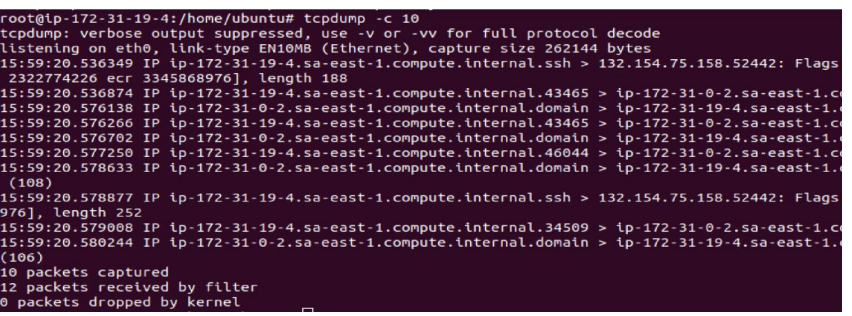 root@ip-172-31-19-4:/home/ubuntu# tcpdump -c 10
tcpdump: verbose output suppressed, use -v or -vv for full protocol decode
listening on eth0, link-type EN10MB (Ethernet), capture size 262144 bytes
15:59:20.536349 IP ip-172-31-19-4.sa-east-1.compute.internal.ssh > 132.154.75.158.52442: Flags
 2322774226 ecr 3345868976], length 188
15:59:20.536874 IP ip-172-31-19-4.sa-east-1.compute.internal.43465 > ip-172-31-0-2.sa-east-1.co
15:59:20.576138 IP ip-172-31-0-2.sa-east-1.compute.internal.domain > ip-172-31-19-4.sa-east-1.
15:59:20.576266 IP ip-172-31-19-4.sa-east-1.compute.internal.43465 > ip-172-31-0-2.sa-east-1.co
15:59:20.576702 IP ip-172-31-0-2.sa-east-1.compute.internal.domain > ip-172-31-19-4.sa-east-1.
15:59:20.577250 IP ip-172-31-19-4.sa-east-1.compute.internal.46044 > ip-172-31-0-2.sa-east-1.co
15:59:20.578633 IP ip-172-31-0-2.sa-east-1.compute.internal.domain > ip-172-31-19-4.sa-east-1.
 (108)
15:59:20.578877 IP ip-172-31-19-4.sa-east-1.compute.internal.ssh > 132.154.75.158.52442: Flags
976], length 252
15:59:20.579008 IP ip-172-31-19-4.sa-east-1.compute.internal.34509 > ip-172-31-0-2.sa-east-1.co
15:59:20.580244 IP ip-172-31-0-2.sa-east-1.compute.internal.domain > ip-172-31-19-4.sa-east-1.
(106)
10 packets captured
12 packets received by filter
0 packets dropped by kernel